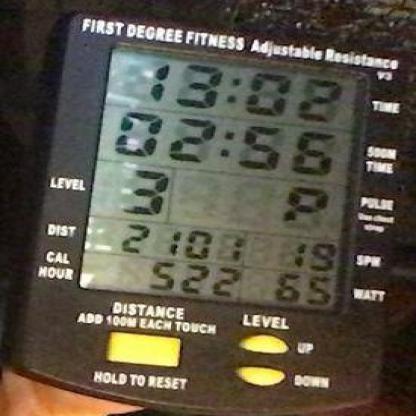 FIRST DEGREE FITNESS Adjustable Resistance
V3
13:02 TIME
02:56 500M TIME
LEVEL 3 P PULSE
DIST 2101 19 SPM
CAL HOUR 522 65 WATT
DISTANCE
ADD 100M EACH TOUCH
HOLD TO RESET
LEVEL
UP
DOWN